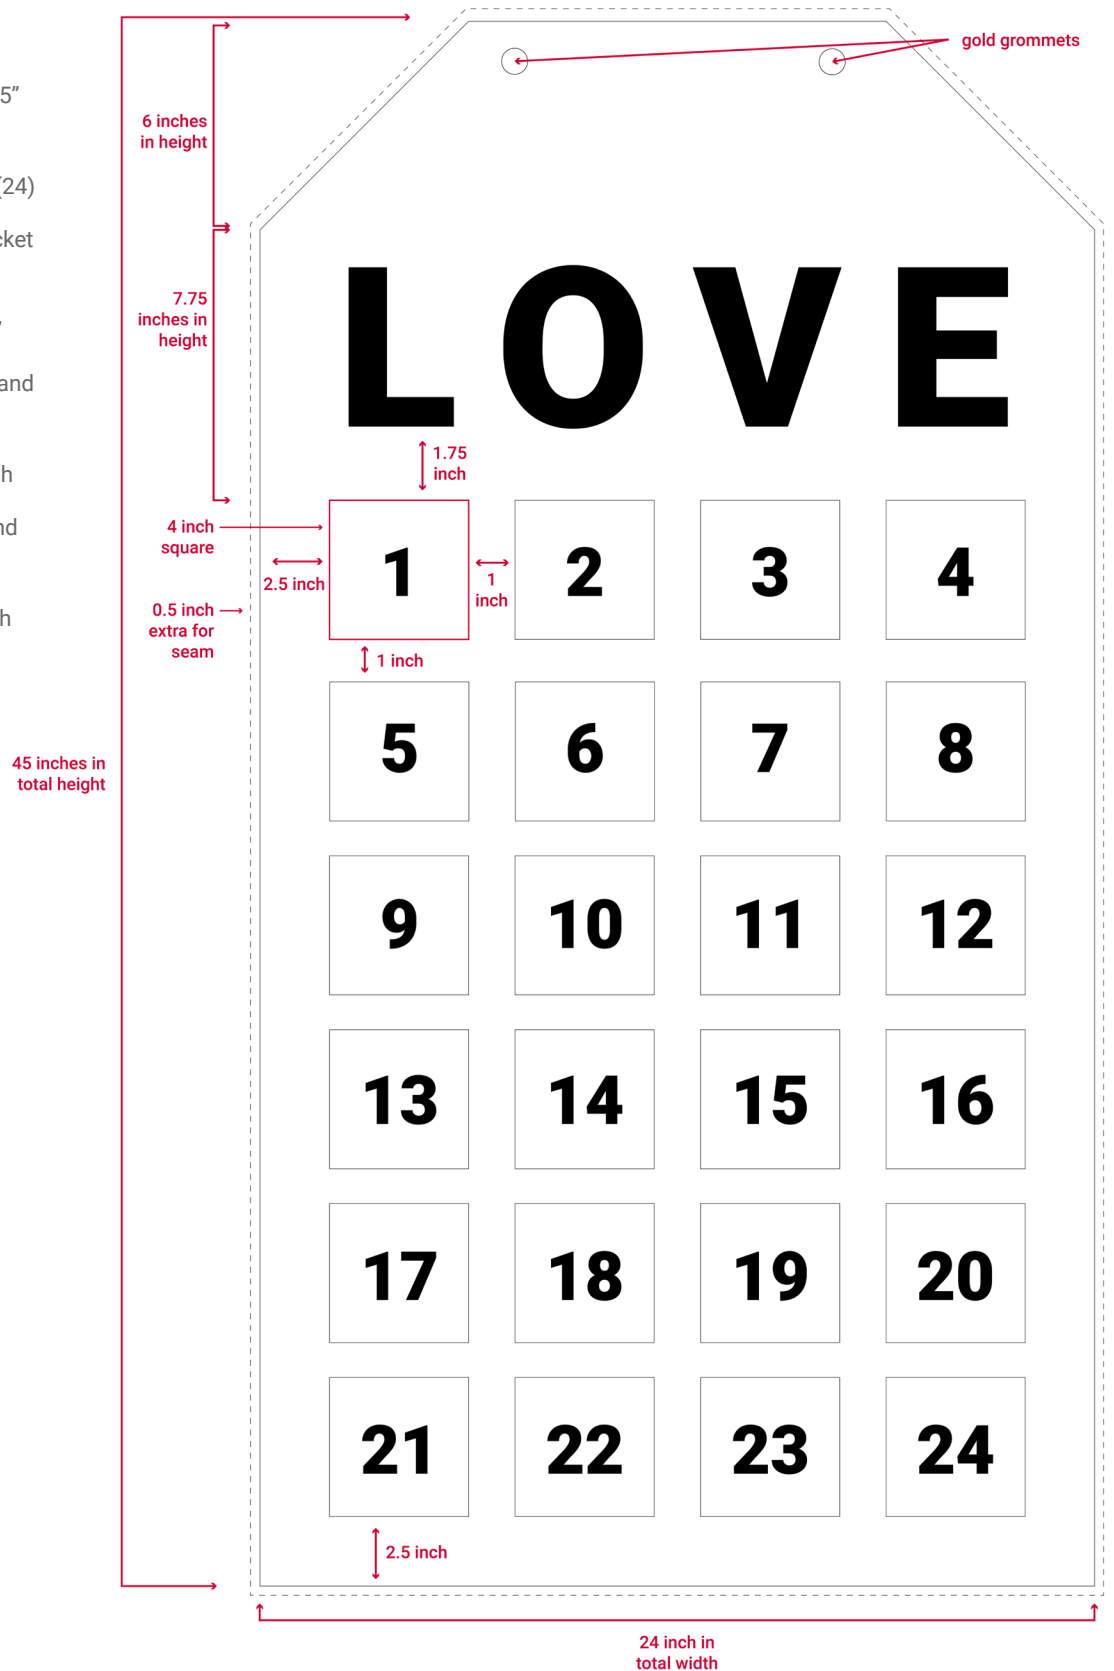 5”
(24)
cket
and
h
nd
h
gold grommets
6 inches
in height
7.75
inches in
height
LOVE
1.75
inch
4 inch
square
2.5 inch
1
inch
0.5 inch
extra for
seam
1 inch
45 inches in
total height
1 2 3 4
5 6 7 8
9 10 11 12
13 14 15 16
17 18 19 20
21 22 23 24
2.5 inch
24 inch in
total width